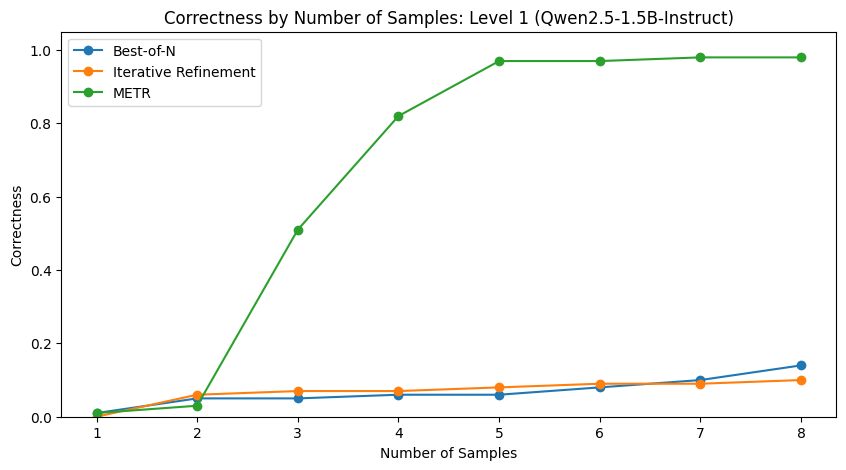 Correctness by Number of Samples: Level 1 (Qwen2.5-1.5B-Instruct)
Best-of-N
Iterative Refinement
METR
1.0
0.8
0.6
0.4
0.2
0.0
Correctness
1 2 3 4 5 6 7 8
Number of Samples